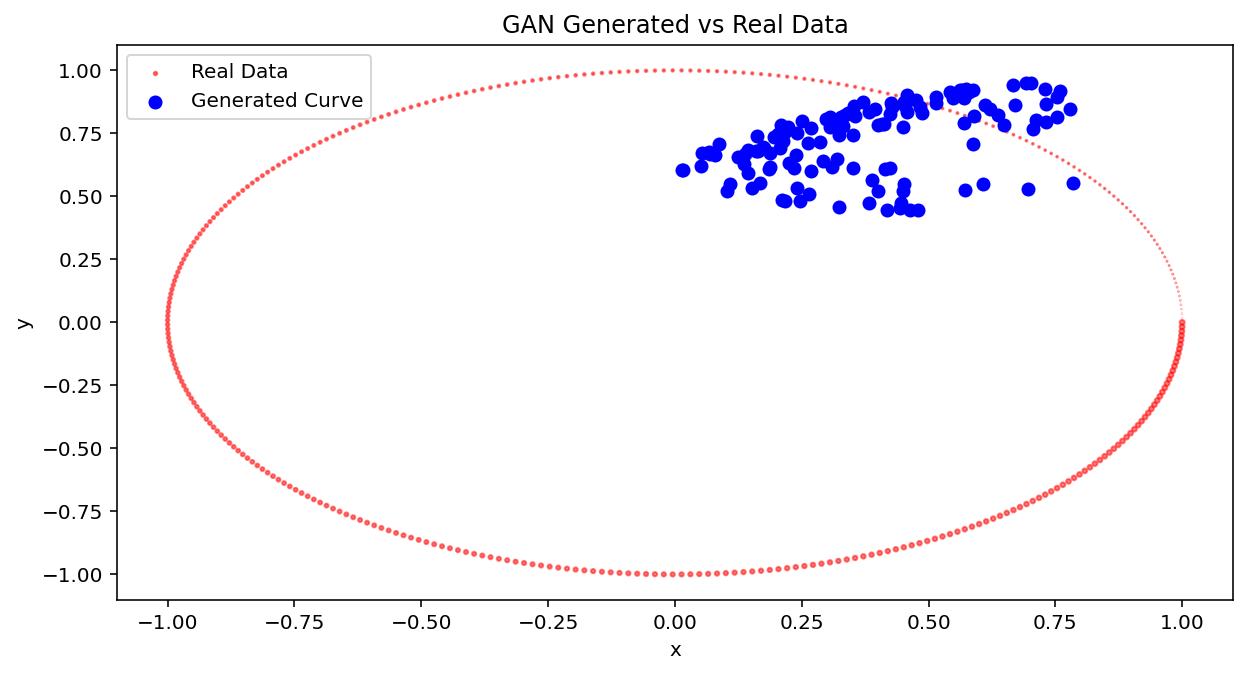 GAN Generated vs Real Data
Real Data
Generated Curve
1.00
0.75
0.50
0.25
0.00
−0.25
−0.50
−0.75
−1.00
y
−1.00 −0.75 −0.50 −0.25 0.00 0.25 0.50 0.75 1.00
x